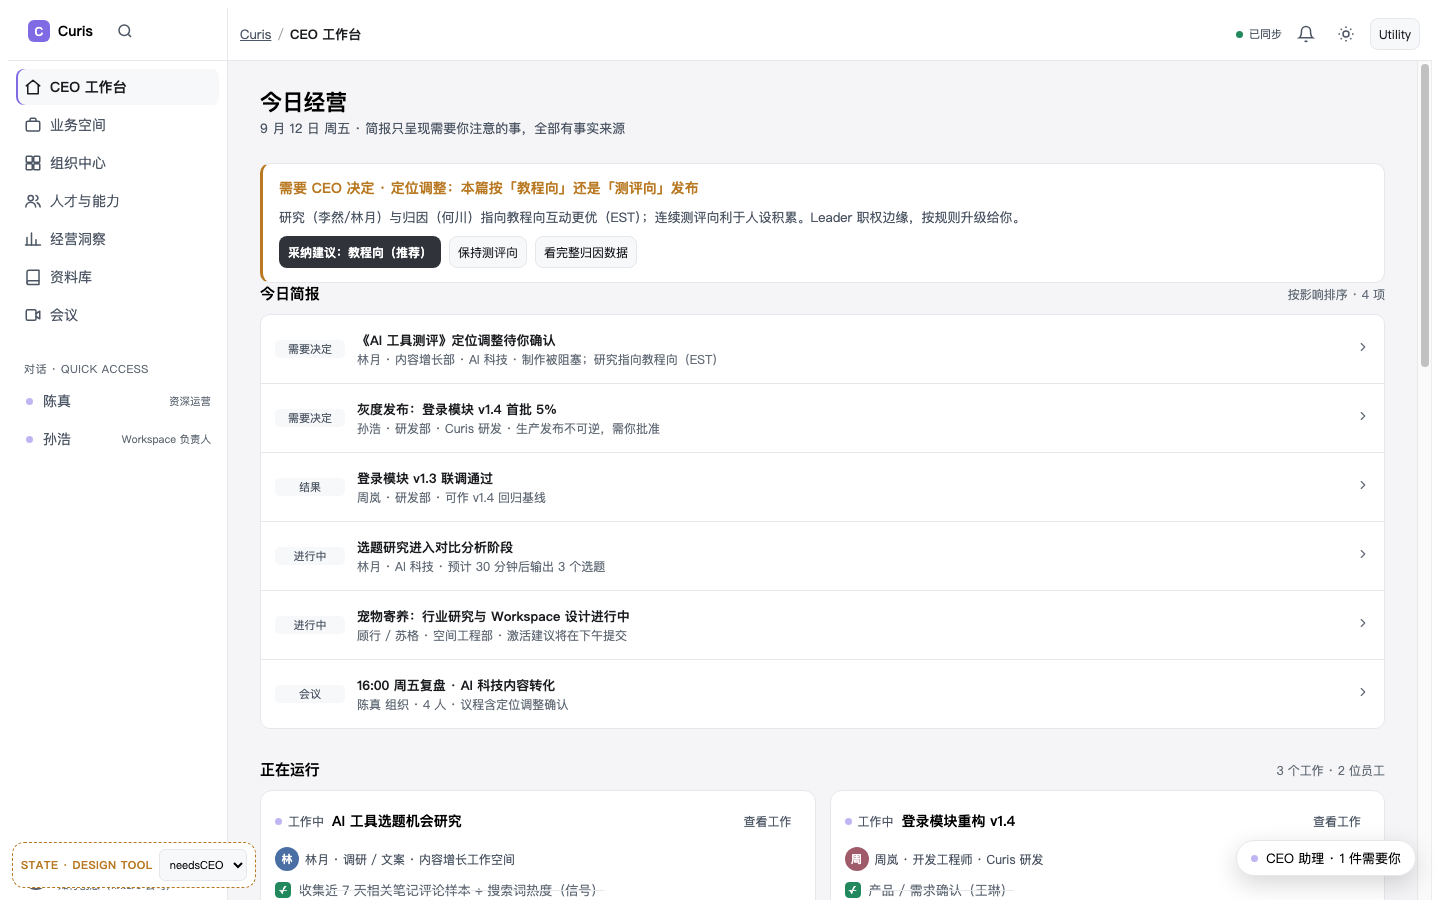 C Curis
Curis / CEO 工作台
已同步
Utility
CEO 工作台
业务空间
组织中心
人才与能力
经营洞察
资料库
会议
对话 · QUICK ACCESS
陈真 资深运营
孙浩 Workspace 负责人
STATE · DESIGN TOOL needsCEO
今日经营
9 月 12 日 周五 · 简报只呈现需要你注意的事，全部有事实来源
需要 CEO 决定 · 定位调整：本篇按「教程向」还是「测评向」发布
研究（李然/林月）与归因（何川）指向教程向互动更优（EST）；连续测评向利于人设积累。Leader 职权边缘，按规则升级给你。
采纳建议：教程向（推荐） 保持测评向 看完整归因数据
今日简报 按影响排序 · 4 项
需要决定 《AI 工具测评》定位调整待你确认
林月 · 内容增长部 · AI 科技 · 制作被阻塞；研究指向教程向（EST）
需要决定 灰度发布：登录模块 v1.4 首批 5%
孙浩 · 研发部 · Curis 研发 · 生产发布不可逆，需你批准
结果 登录模块 v1.3 联调通过
周岚 · 研发部 · 可作 v1.4 回归基线
进行中 选题研究进入对比分析阶段
林月 · AI 科技 · 预计 30 分钟后输出 3 个选题
进行中 宠物寄养：行业研究与 Workspace 设计进行中
顾行 / 苏格 · 空间工程部 · 激活建议将在下午提交
会议 16:00 周五复盘 · AI 科技内容转化
陈真 组织 · 4 人 · 议程含定位调整确认
正在运行 3 个工作 · 2 位员工
工作中 AI 工具选题机会研究 查看工作
林 林月 · 调研 / 文案 · 内容增长工作空间
收集近 7 天相关笔记评论样本 + 搜索词热度（信号）
工作中 登录模块重构 v1.4 查看工作
周 周岚 · 开发工程师 · Curis 研发
产品 / 需求确认（王琳）
CEO 助理 · 1 件需要你